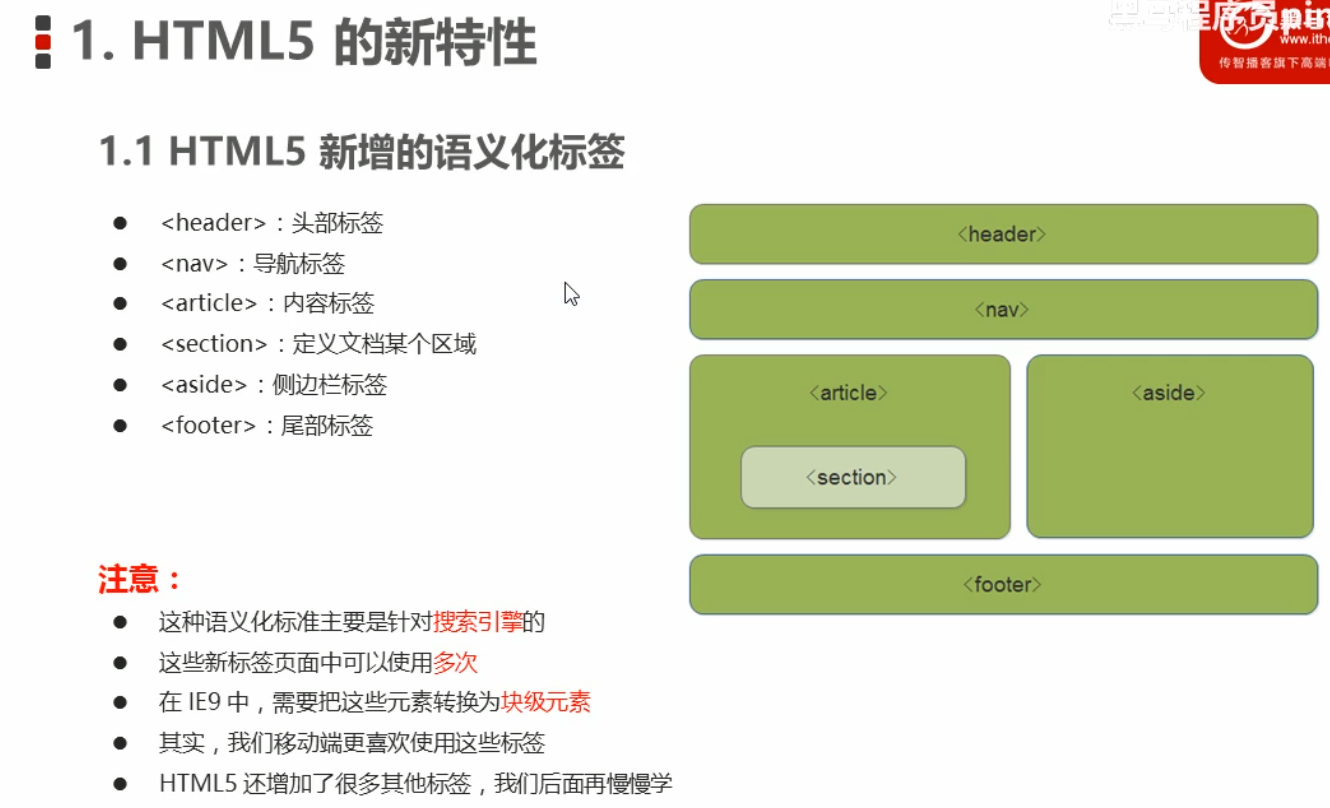 1. HTML5 的新特性
1.1 HTML5 新增的语义化标签
<header>：头部标签
<nav>：导航标签
<article>：内容标签
<section>：定义文档某个区域
<aside>：侧边栏标签
<footer>：尾部标签
<header>
<nav>
<article>
<aside>
<section>
<footer>
注意：
这种语义化标准主要是针对搜索引擎的
这些新标签页面中可以使用多次
在 IE9 中，需要把这些元素转换为块级元素
其实，我们移动端更喜欢使用这些标签
HTML5 还增加了很多其他标签，我们后面再慢慢学
黑马程序员pin
www.ith
传智播客旗下高端